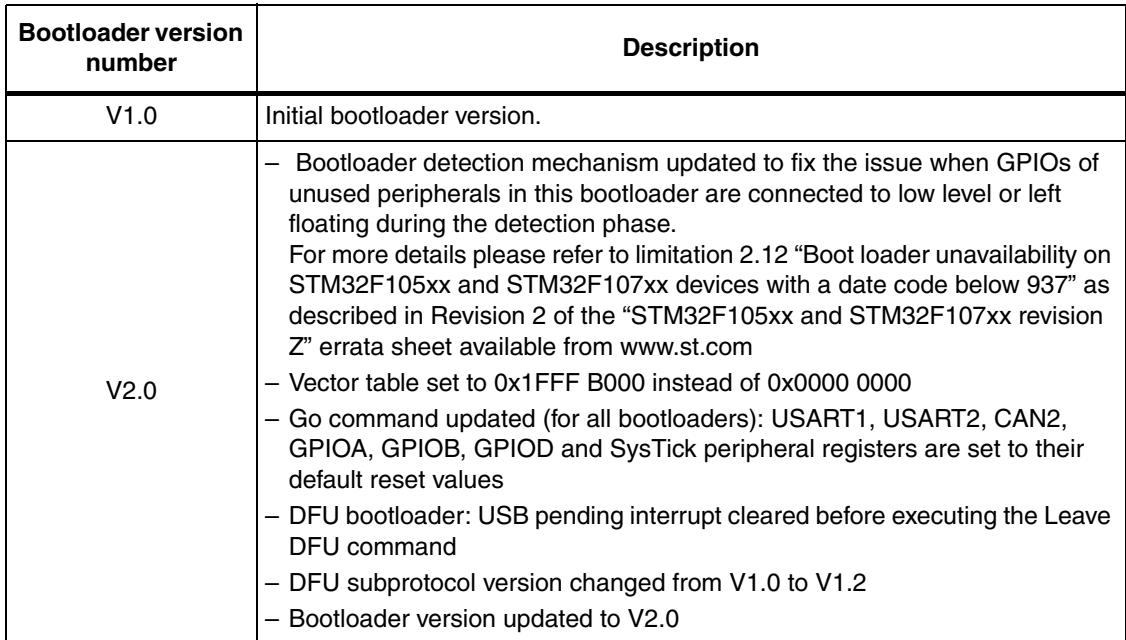 Bootloader version
number
Description
V1.0
Initial bootloader version.
V2.0
– Bootloader detection mechanism updated to fix the issue when GPIOs of
unused peripherals in this bootloader are connected to low level or left
floating during the detection phase.
For more details please refer to limitation 2.12 “Boot loader unavailability on
STM32F105xx and STM32F107xx devices with a date code below 937” as
described in Revision 2 of the “STM32F105xx and STM32F107xx revision
Z” errata sheet available from www.st.com
– Vector table set to 0x1FFF B000 instead of 0x0000 0000
– Go command updated (for all bootloaders): USART1, USART2, CAN2,
GPIOA, GPIOB, GPIOD and SysTick peripheral registers are set to their
default reset values
– DFU bootloader: USB pending interrupt cleared before executing the Leave
DFU command
– DFU subprotocol version changed from V1.0 to V1.2
– Bootloader version updated to V2.0